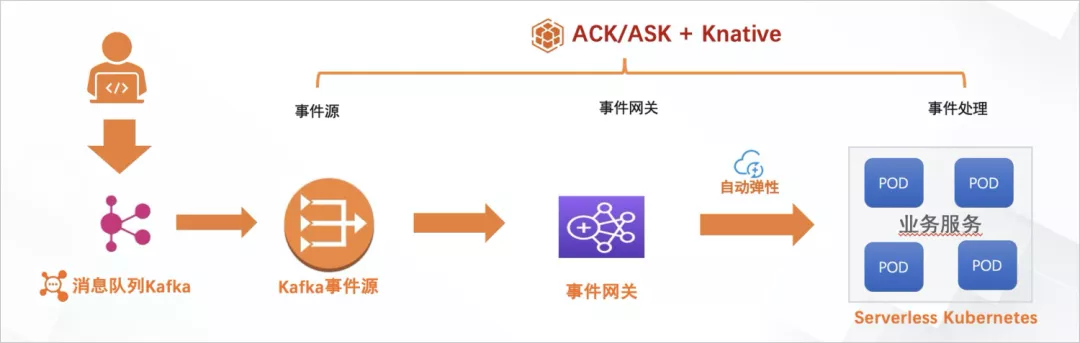 ACK/ASK + Knative
事件源
事件网关
事件处理
</>
自动弹性
POD
POD
业务服务
POD
POD
消息队列Kafka
Kafka事件源
事件网关
Serverless Kubernetes